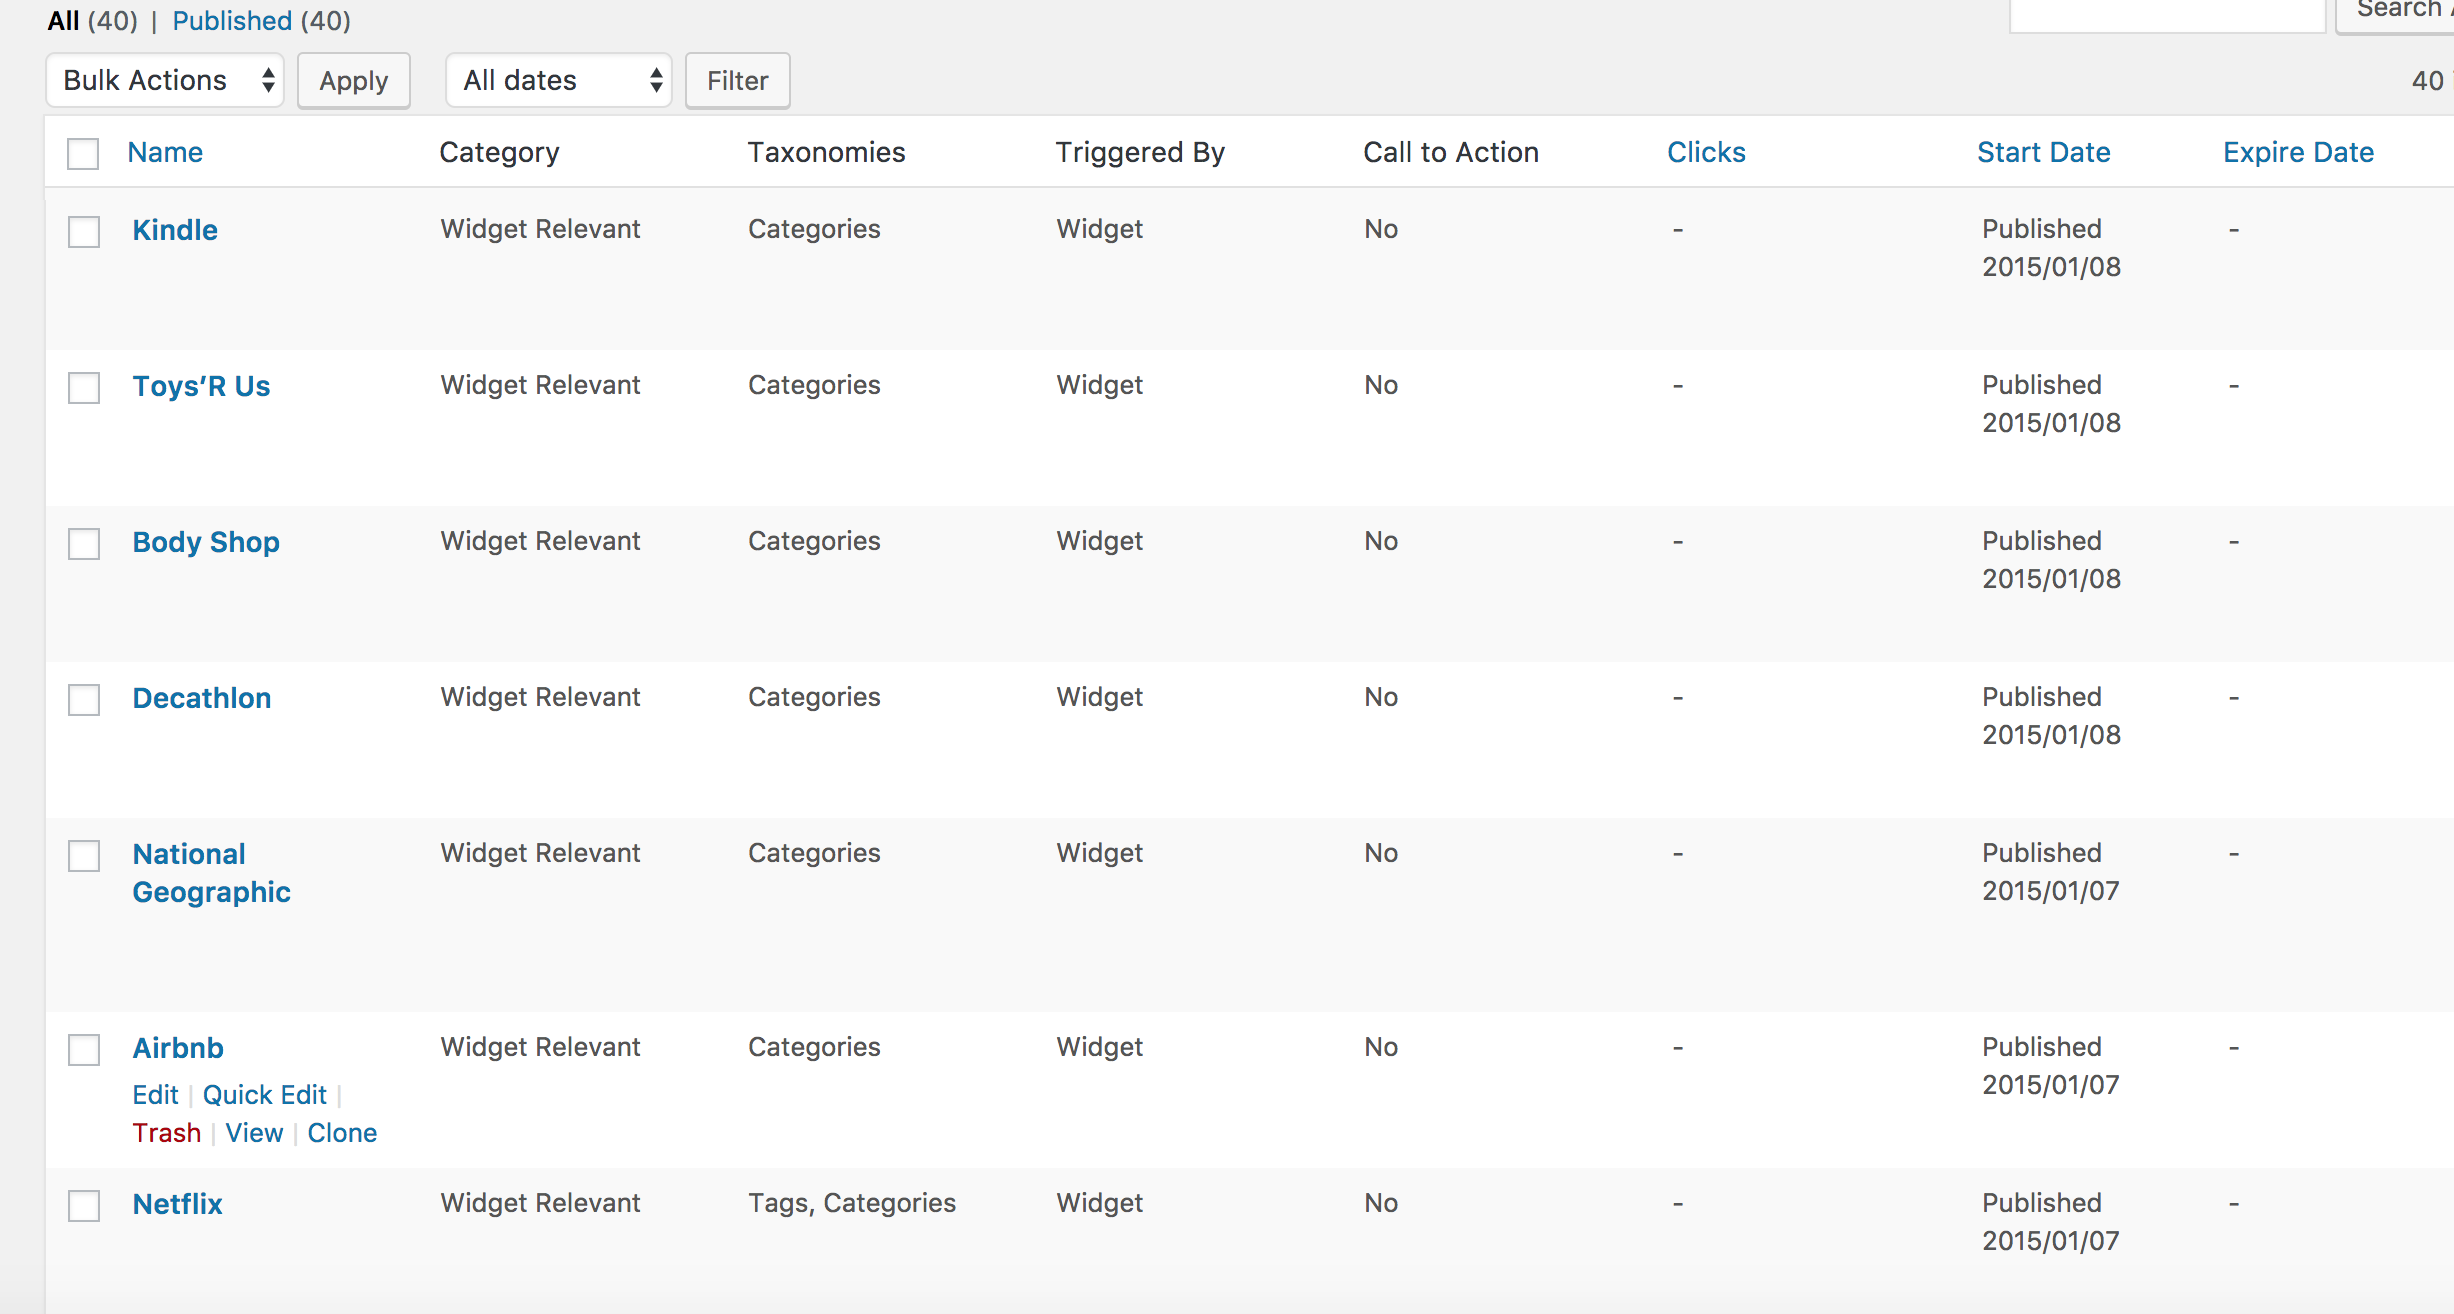 All (40) | Published (40)
Search
Bulk Actions Apply All dates Filter 40
Name Category Taxonomies Triggered By Call to Action Clicks Start Date Expire Date
Kindle Widget Relevant Categories Widget No - Published -
2015/01/08
Toys’R Us Widget Relevant Categories Widget No - Published -
2015/01/08
Body Shop Widget Relevant Categories Widget No - Published -
2015/01/08
Decathlon Widget Relevant Categories Widget No - Published -
2015/01/08
National Widget Relevant Categories Widget No - Published -
Geographic 2015/01/07
Airbnb Widget Relevant Categories Widget No - Published -
2015/01/07
Edit | Quick Edit |
Trash | View | Clone
Netflix Widget Relevant Tags, Categories Widget No - Published -
2015/01/07